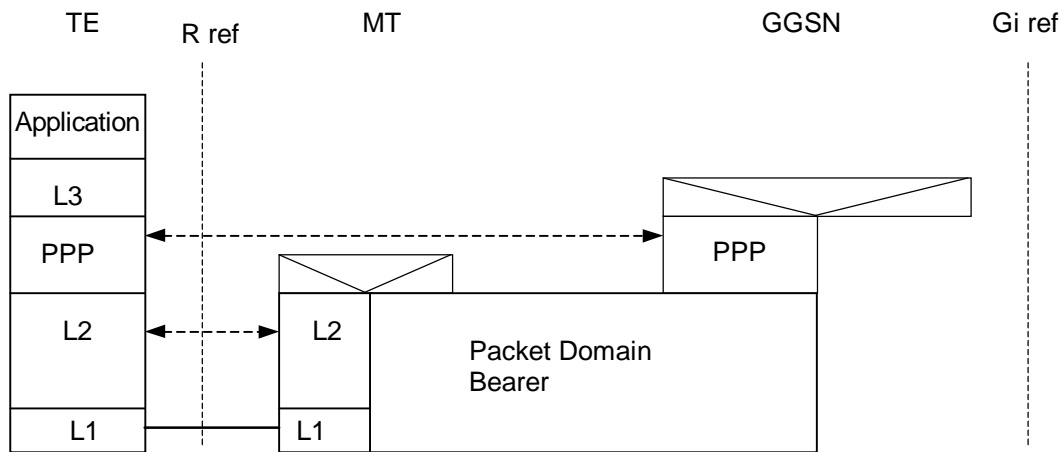 TE
R ref
MT
GGSN
Gi ref
Application
L3
PPP
PPP
L2
L2
Packet Domain
Bearer
L1
L1